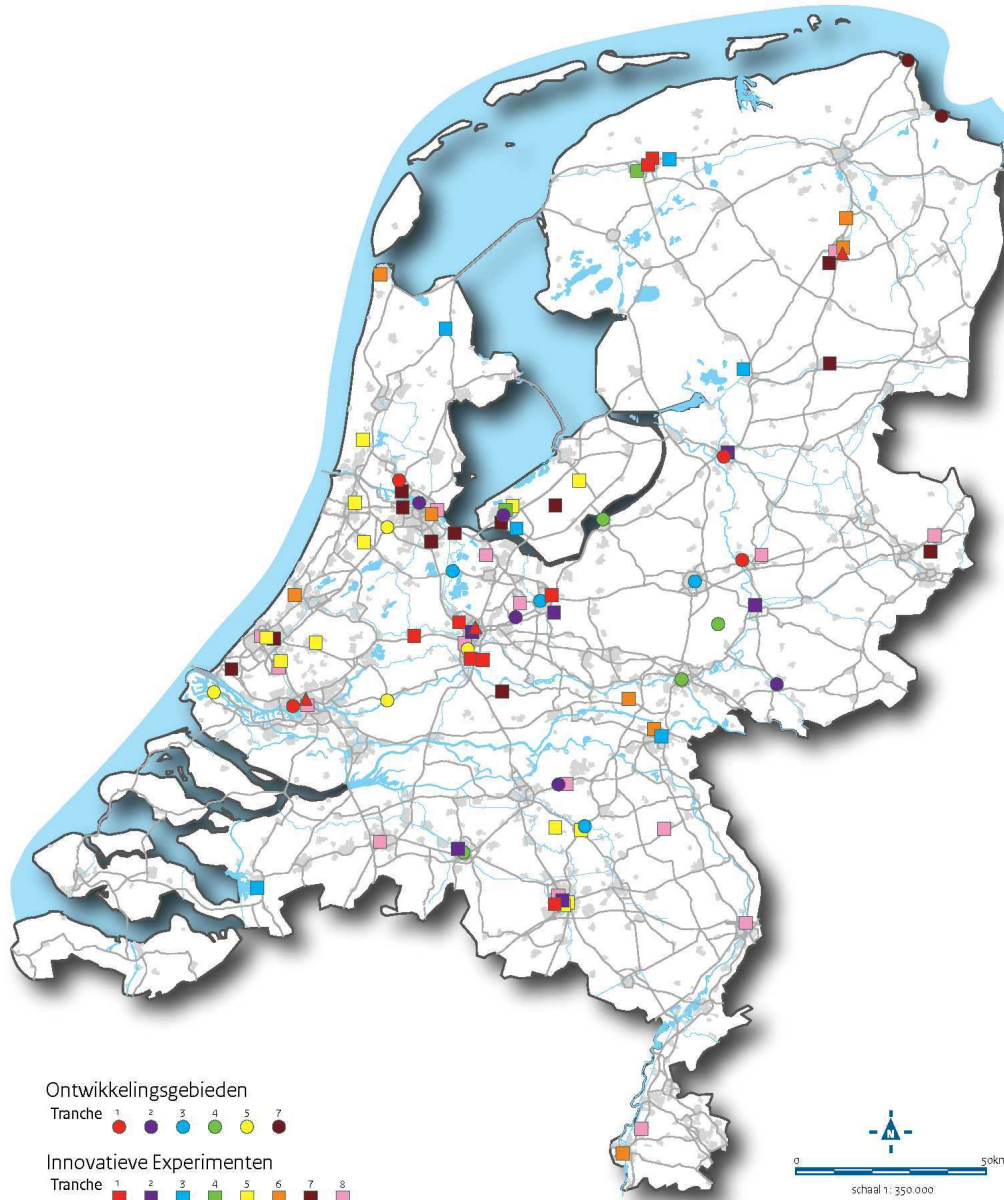 Ontwikkelingsgebieden
Tranche 1 2 3 4 5 7
Innovatieve Experimenten
Tranche 1 2 3 4 5 6 7 8
N
0 50km
schaal 1: 350.000